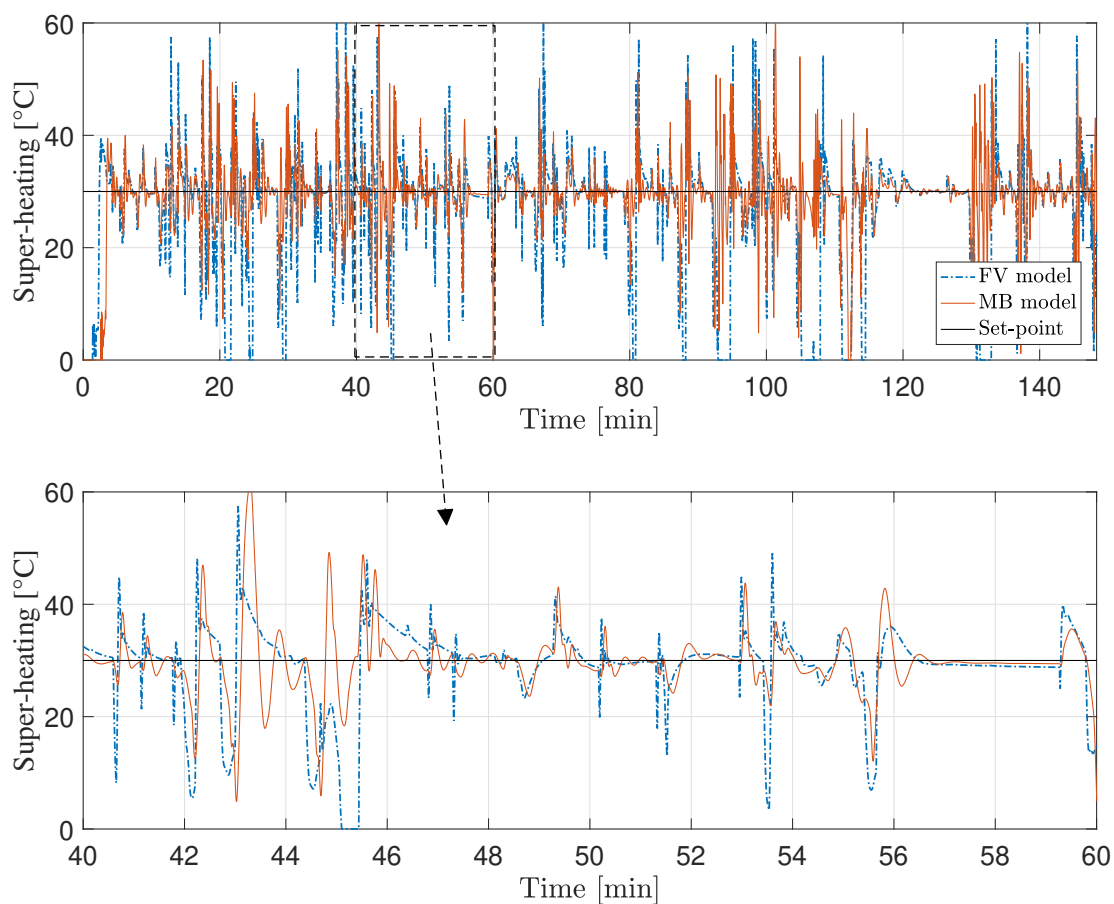 60
40
20
0
Super-heating [°C]
FV model
MB model
Set-point
0 20 40 60 80 100 120 140
Time [min]
60
40
20
0
Super-heating [°C]
40 42 44 46 48 50 52 54 56 58 60
Time [min]